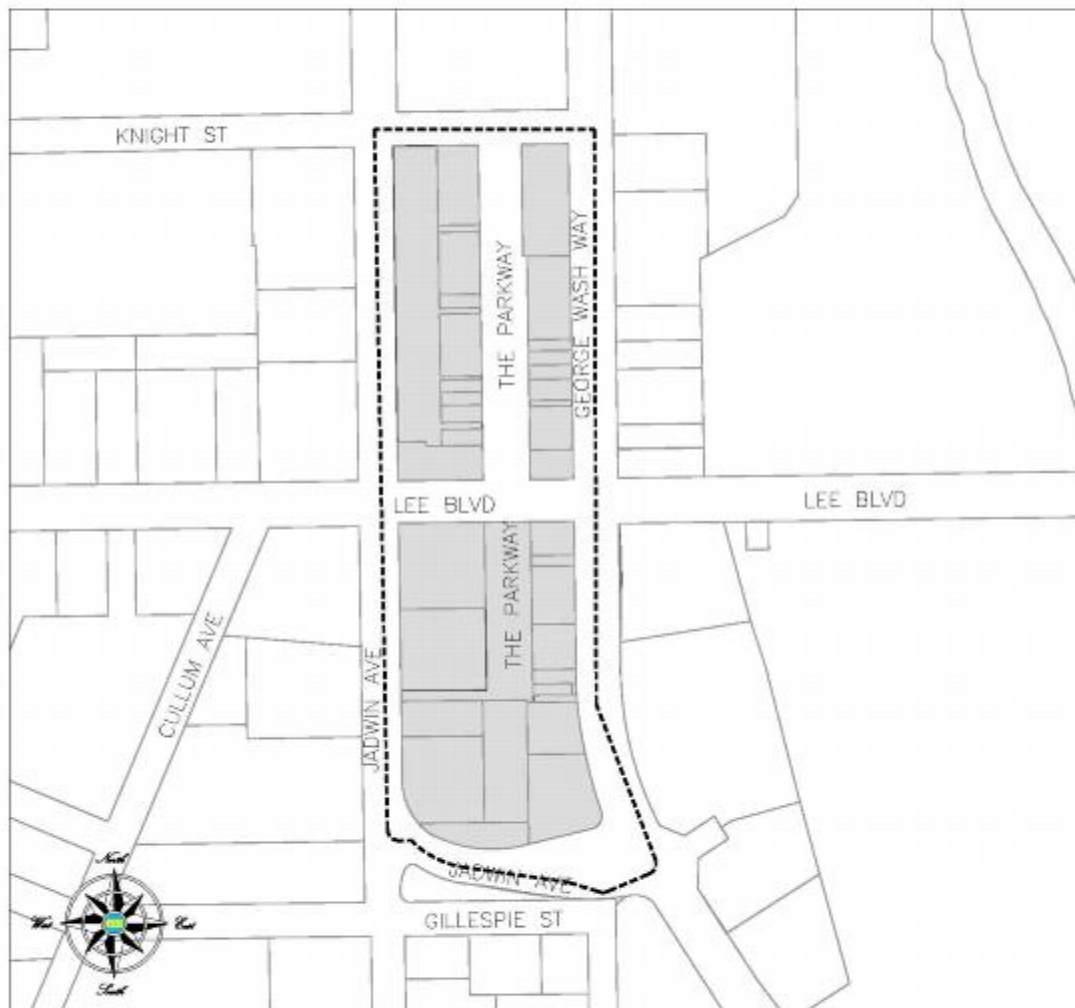 KNIGHT ST
THE PARKWAY
GEORGE WASH WAY
LEE BLVD
LEE BLVD
THE PARKWAY
CULLUM AVE
JADWIN AVE
JADWIN AVE
GILLESPIE ST
North
West
East
South